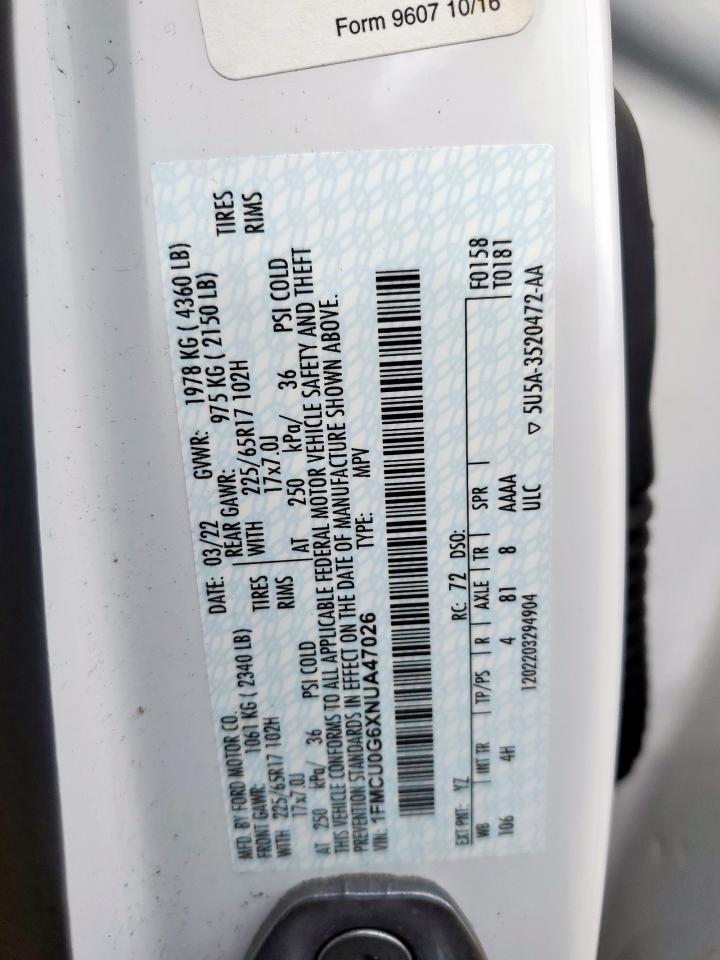 Form 9607 10/16
MFD. BY FORD MOTOR CO. DATE: 03/22 GVWR: 1978 KG ( 4360 LB)
FRONT GAWR: 1061 KG ( 2340 LB) REAR GAWR: 975 KG ( 2150 LB)
WITH 225/65R17 102H TIRES WITH 225/65R17 102H TIRES
17x7.0J RIMS 17x7.0J RIMS
AT 250 kPa/ 36 PSI COLD AT 250 kPa/ 36 PSI COLD
THIS VEHICLE CONFORMS TO ALL APPLICABLE FEDERAL MOTOR VEHICLE SAFETY AND THEFT
PREVENTION STANDARDS IN EFFECT ON THE DATE OF MANUFACTURE SHOWN ABOVE.
VIN: 1FMCU0G6XNUA47026 TYPE: MPV
EXT PNT: YZ RC: 72 DSO: F0158
WB INT TR TP/PS R AXLE TR SPR T0181
106 4H 4 81 8 AAAA
1202203294904 ULC ▽ 5U5A-3520472-AA